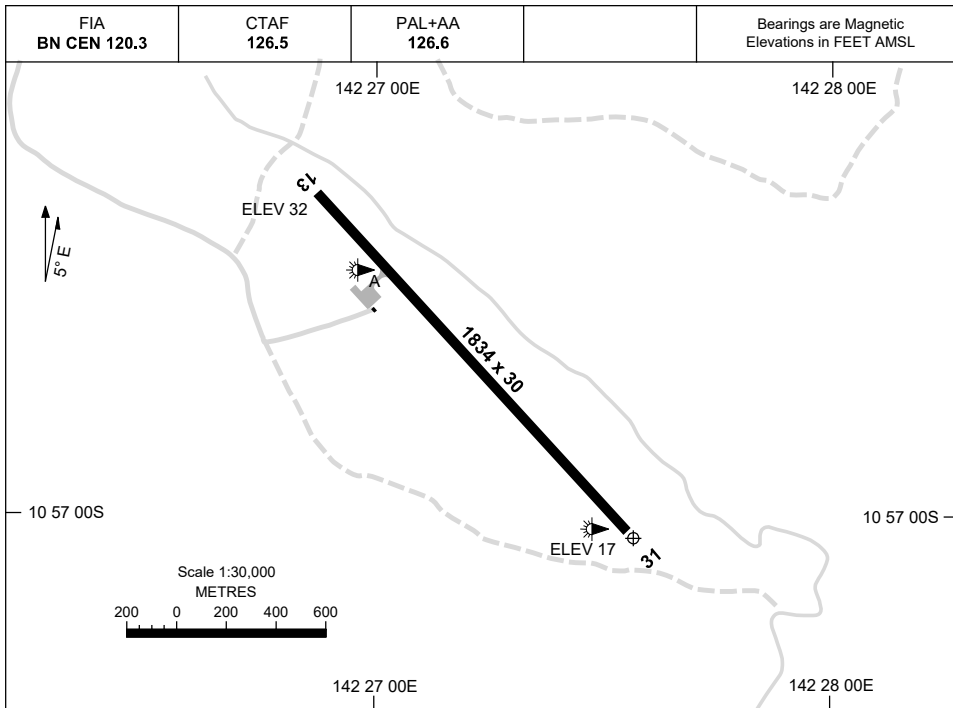 FIA
BN CEN 120.3
CTAF
126.5
PAL+AA
126.6
Bearings are Magnetic
Elevations in FEET AMSL
142 27 00E
142 28 00E
13
ELEV 32
5° E
A
1834 x 30
10 57 00S
10 57 00S
ELEV 17
31
Scale 1:30,000
METRES
200 0 200 400 600
142 27 00E
142 28 00E